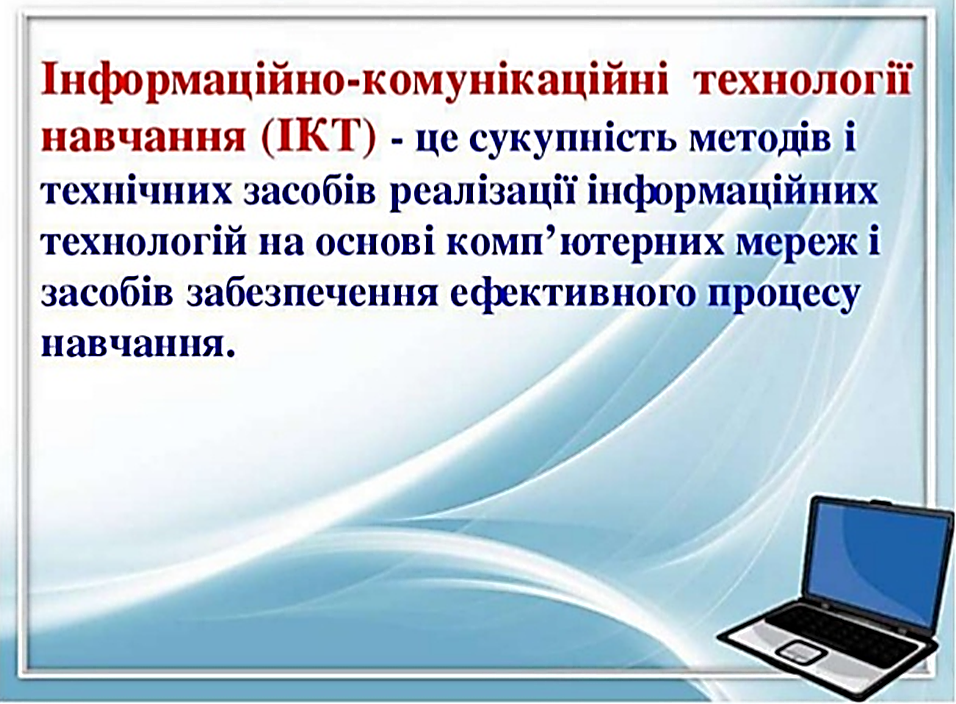 Інформаційно-комунікаційні технології
навчання (ІКТ) - це сукупність методів і
технічних засобів реалізації інформаційних
технологій на основі комп’ютерних мереж і
засобів забезпечення ефективного процесу
навчання.